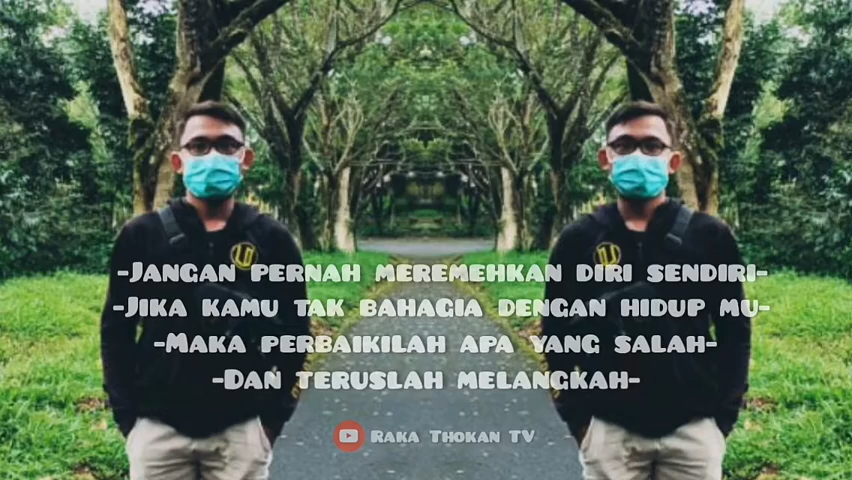 -Jangan pernah meremehkan diri sendiri-
-Jika kamu tak bahagia dengan hidup mu-
-Maka perbaikilah apa yang salah-
-Dan teruslah melangkah-
Raka Thokan TV